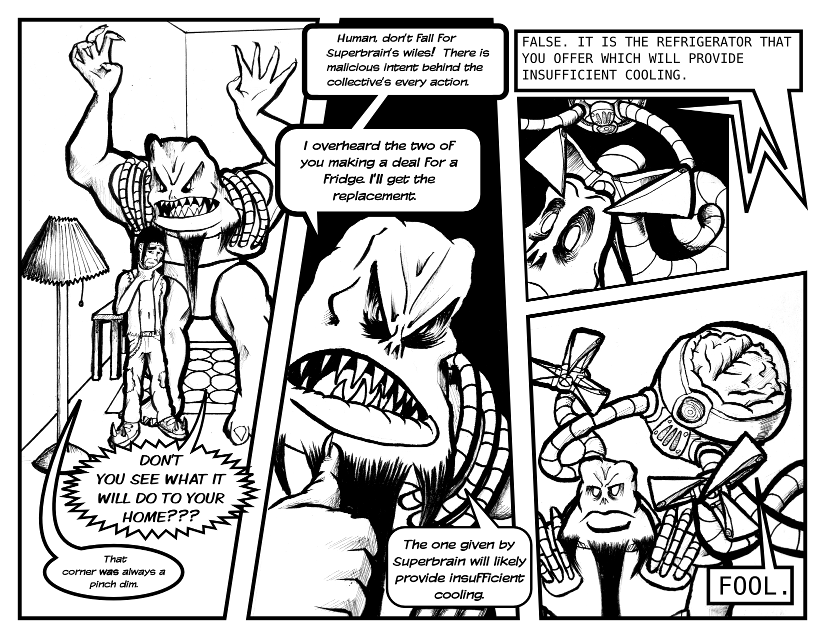 DON'T
YOU SEE WHAT IT
WILL DO TO YOUR
HOME???
That
corner was always a
pinch dim.
Human, don't fall for
Superbrain's wiles! There is
malicious intent behind the
collective's every action.
I overheard the two of
you making a deal for a
fridge. I'll get the
replacement.
The one given by
Superbrain will likely
provide insufficient
cooling.
FALSE. IT IS THE REFRIGERATOR THAT
YOU OFFER WHICH WILL PROVIDE
INSUFFICIENT COOLING.
FOOL.